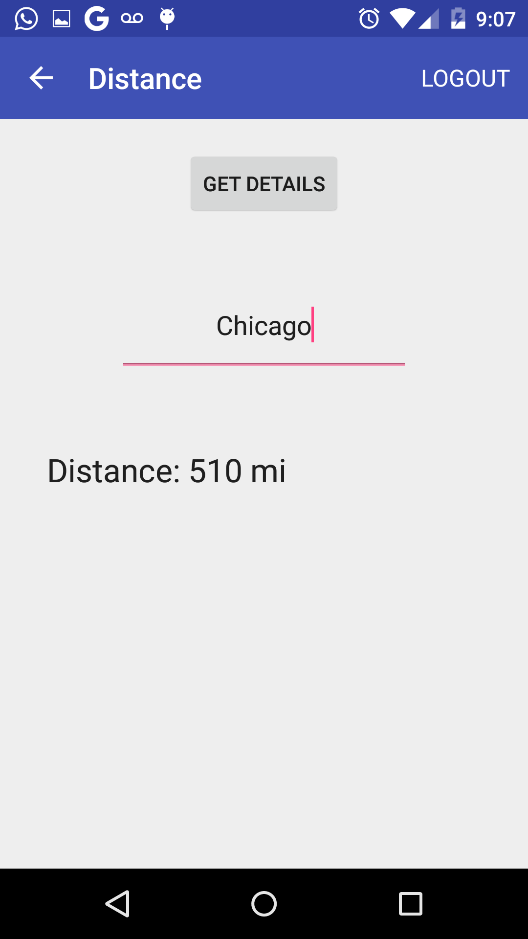 9:07
Distance LOGOUT
GET DETAILS
Chicago
Distance: 510 mi